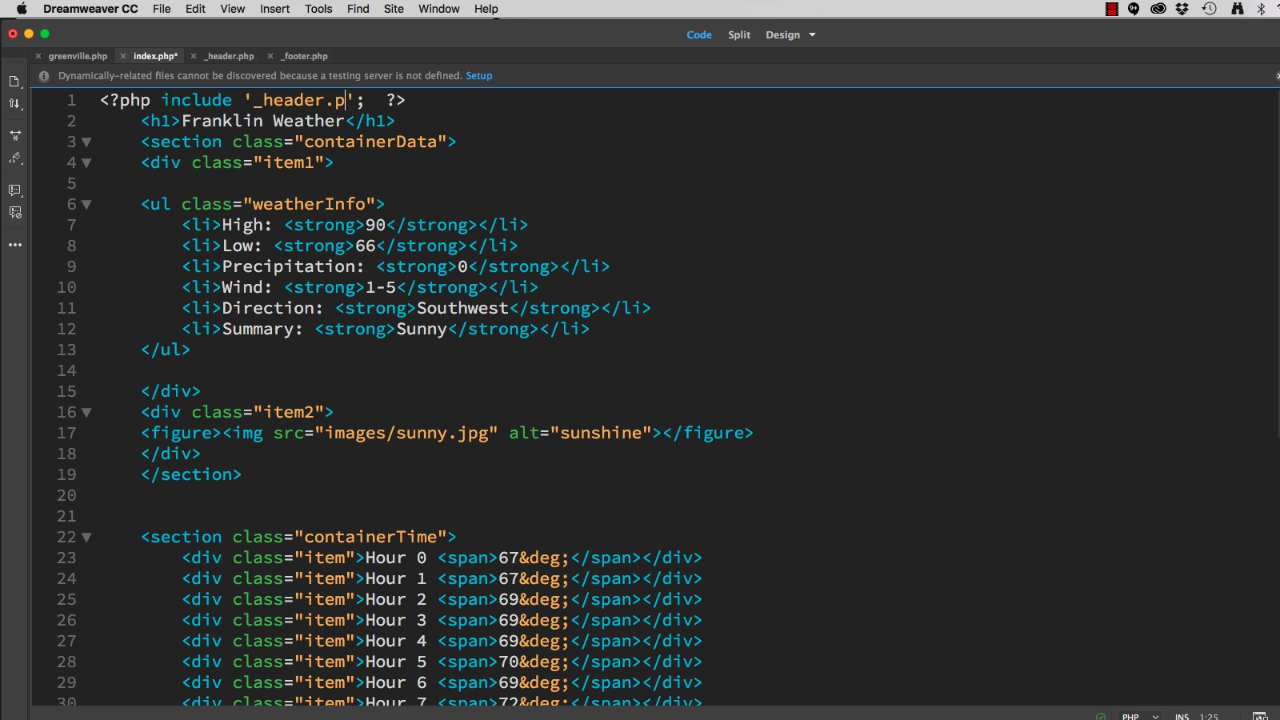 Dreamweaver CC File Edit View Insert Tools Find Site Window Help
Code Split Design
greenville.php index.php* _header.php _footer.php
Dynamically-related files cannot be discovered because a testing server is not defined. Setup
1 <?php include '_header.p'; ?>
2 <h1>Franklin Weather</h1>
3 <section class="containerData">
4 <div class="item1">
5
6 <ul class="weatherInfo">
7 <li>High: <strong>90</strong></li>
8 <li>Low: <strong>66</strong></li>
9 <li>Precipitation: <strong>0</strong></li>
10 <li>Wind: <strong>1-5</strong></li>
11 <li>Direction: <strong>Southwest</strong></li>
12 <li>Summary: <strong>Sunny</strong></li>
13 </ul>
14
15 </div>
16 <div class="item2">
17 <figure><img src="images/sunny.jpg" alt="sunshine"></figure>
18 </div>
19 </section>
20
21
22 <section class="containerTime">
23 <div class="item">Hour 0 <span>67&deg;</span></div>
24 <div class="item">Hour 1 <span>67&deg;</span></div>
25 <div class="item">Hour 2 <span>69&deg;</span></div>
26 <div class="item">Hour 3 <span>69&deg;</span></div>
27 <div class="item">Hour 4 <span>69&deg;</span></div>
28 <div class="item">Hour 5 <span>70&deg;</span></div>
29 <div class="item">Hour 6 <span>69&deg;</span></div>
30 <div class="item">Hour 7 <span>72&deg;</span></div>
PHP INS 1:25